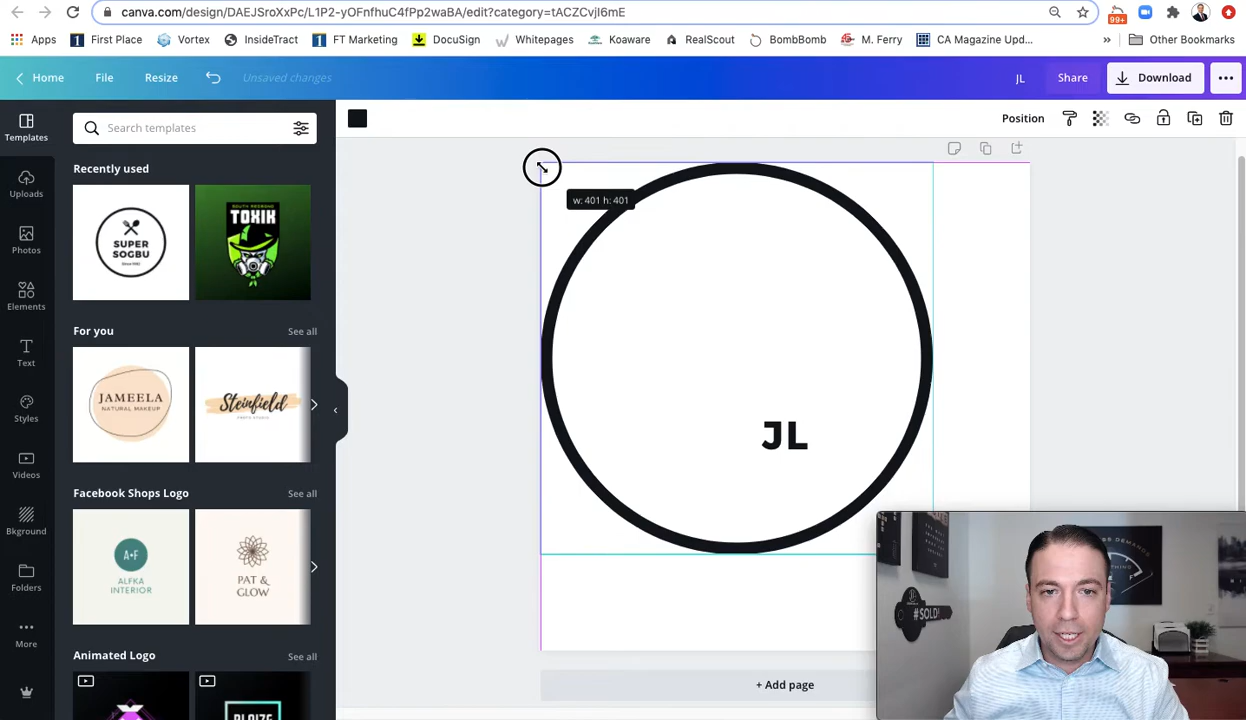 canva.com/design/DAEJSroXxPc/L1P2-yOFnfhuC4fPp2waBA/edit?category=tACZCvjI6mE
99+
Apps
1 First Place
Vortex
InsideTract
1 FT Marketing
DocuSign
Whitepages
Koaware
RealScout
BombBomb
M. Ferry
CA Magazine Upd...
»
Other Bookmarks
Home
File
Resize
Unsaved changes
JL
Share
Download
Templates
Search templates
Position
Uploads
Photos
Elements
Text
Styles
Videos
Bkground
Folders
More
Recently used
SUPER
SOGBU
TOXIK
For you
See all
JAMEELA
NATURAL MAKEUP
Steinfield
Facebook Shops Logo
See all
A•F
ALFKA
INTERIOR
PAT &
GLOW
Animated Logo
See all
w: 401 h: 401
JL
+ Add page
#SOLD